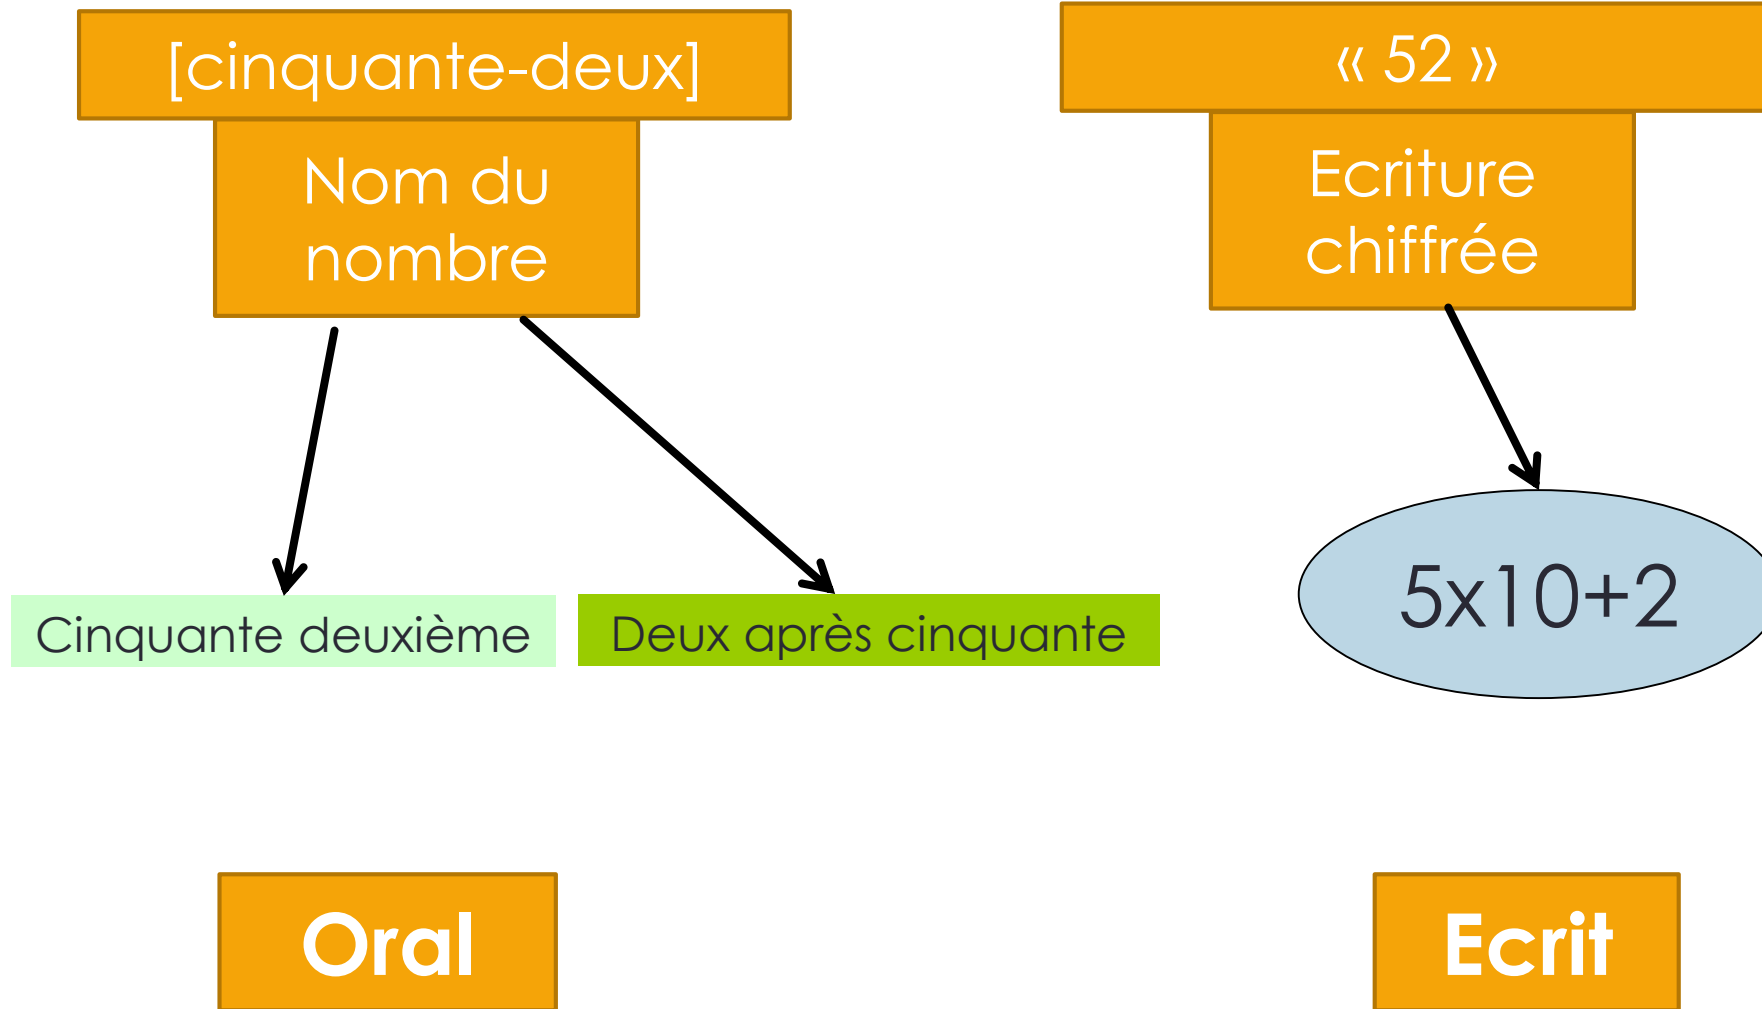 [cinquante-deux]
Nom du
nombre
Cinquante deuxième
Deux après cinquante
Oral
« 52 »
Ecriture
chiffrée
5x10+2
Ecrit